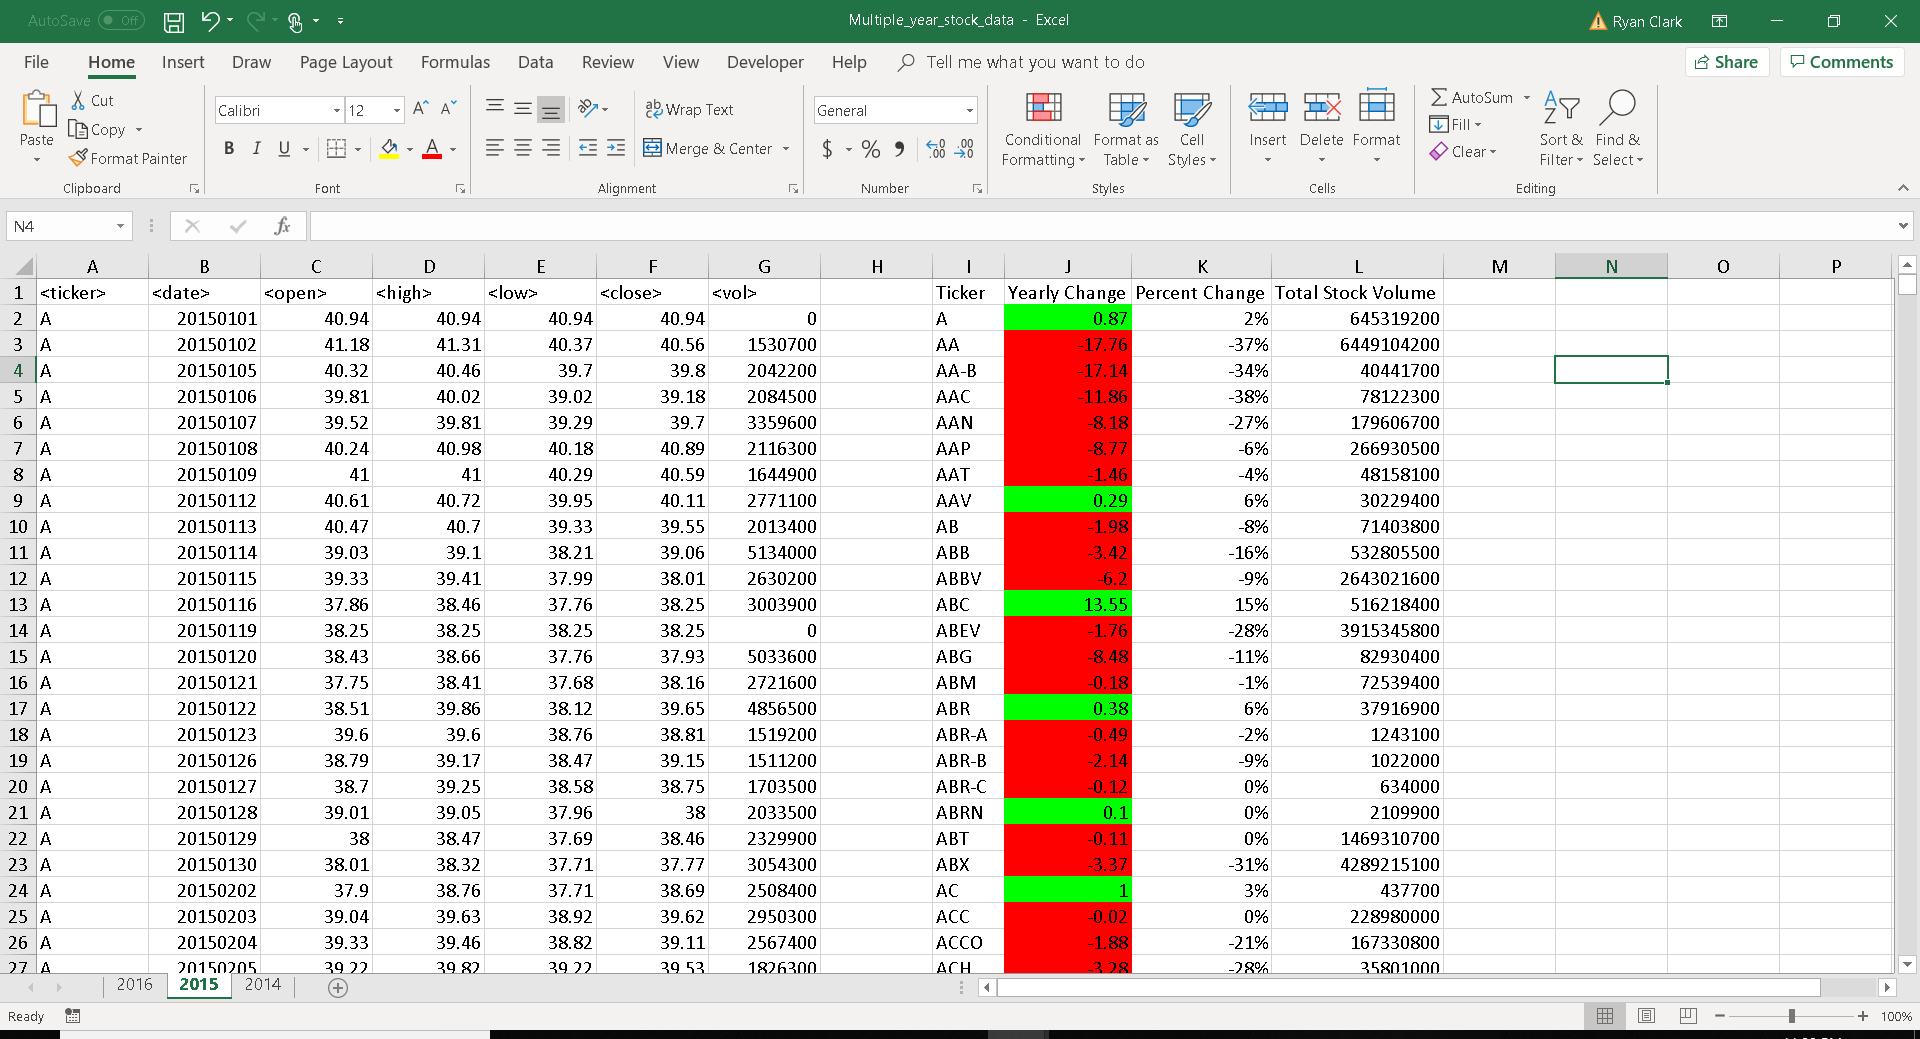 AutoSave Off Multiple_year_stock_data - Excel Ryan Clark
File Home Insert Draw Page Layout Formulas Data Review View Developer Help Tell me what you want to do Share Comments
Paste Cut Copy Format Painter Clipboard
Calibri 12 B I U A Font
Wrap Text Merge & Center Alignment
General $ % Number
Conditional Formatting Format as Table Cell Styles Styles
Insert Delete Format Cells
AutoSum Fill Clear Sort & Filter Find & Select Editing
N4 fx
A B C D E F G H I J K L M N O P
1 <ticker> <date> <open> <high> <low> <close> <vol> Ticker Yearly Change Percent Change Total Stock Volume
2 A 20150101 40.94 40.94 40.94 40.94 0 A 0.87 2% 645319200
3 A 20150102 41.18 41.31 40.37 40.56 1530700 AA -17.76 -37% 6449104200
4 A 20150105 40.32 40.46 39.7 39.8 2042200 AA-B -17.14 -34% 40441700
5 A 20150106 39.81 40.02 39.02 39.18 2084500 AAC -11.86 -38% 78122300
6 A 20150107 39.52 39.81 39.29 39.7 3359600 AAN -8.18 -27% 179606700
7 A 20150108 40.24 40.98 40.18 40.89 2116300 AAP -8.77 -6% 266930500
8 A 20150109 41 41 40.29 40.59 1644900 AAT -1.46 -4% 48158100
9 A 20150112 40.61 40.72 39.95 40.11 2771100 AAV 0.29 6% 30229400
10 A 20150113 40.47 40.7 39.33 39.55 2013400 AB -1.98 -8% 71403800
11 A 20150114 39.03 39.1 38.21 39.06 5134000 ABB -3.42 -16% 532805500
12 A 20150115 39.33 39.41 37.99 38.01 2630200 ABBV -6.2 -9% 2643021600
13 A 20150116 37.86 38.46 37.76 38.25 3003900 ABC 13.55 15% 516218400
14 A 20150119 38.25 38.25 38.25 38.25 0 ABEV -1.76 -28% 3915345800
15 A 20150120 38.43 38.66 37.76 37.93 5033600 ABG -8.48 -11% 82930400
16 A 20150121 37.75 38.41 37.68 38.16 2721600 ABM -0.18 -1% 72539400
17 A 20150122 38.51 39.86 38.12 39.65 4856500 ABR 0.38 6% 37916900
18 A 20150123 39.6 39.6 38.76 38.81 1519200 ABR-A -0.49 -2% 1243100
19 A 20150126 38.79 39.17 38.47 39.15 1511200 ABR-B -2.14 -9% 1022000
20 A 20150127 38.7 39.25 38.58 38.75 1703500 ABR-C -0.12 0% 634000
21 A 20150128 39.01 39.05 37.96 38 2033500 ABRN 0.1 0% 2109900
22 A 20150129 38 38.47 37.69 38.46 2329900 ABT -0.11 0% 1469310700
23 A 20150130 38.01 38.32 37.71 37.77 3054300 ABX -3.37 -31% 4289215100
24 A 20150202 37.9 38.76 37.71 38.69 2508400 AC 1 3% 437700
25 A 20150203 39.04 39.63 38.92 39.62 2950300 ACC -0.02 0% 228980000
26 A 20150204 39.33 39.46 38.82 39.11 2567400 ACCO -1.88 -21% 167330800
27 A 20150205 39.22 39.82 39.22 39.53 1826300 ACH -3.28 -28% 35801000
2016 2015 2014
Ready 100%